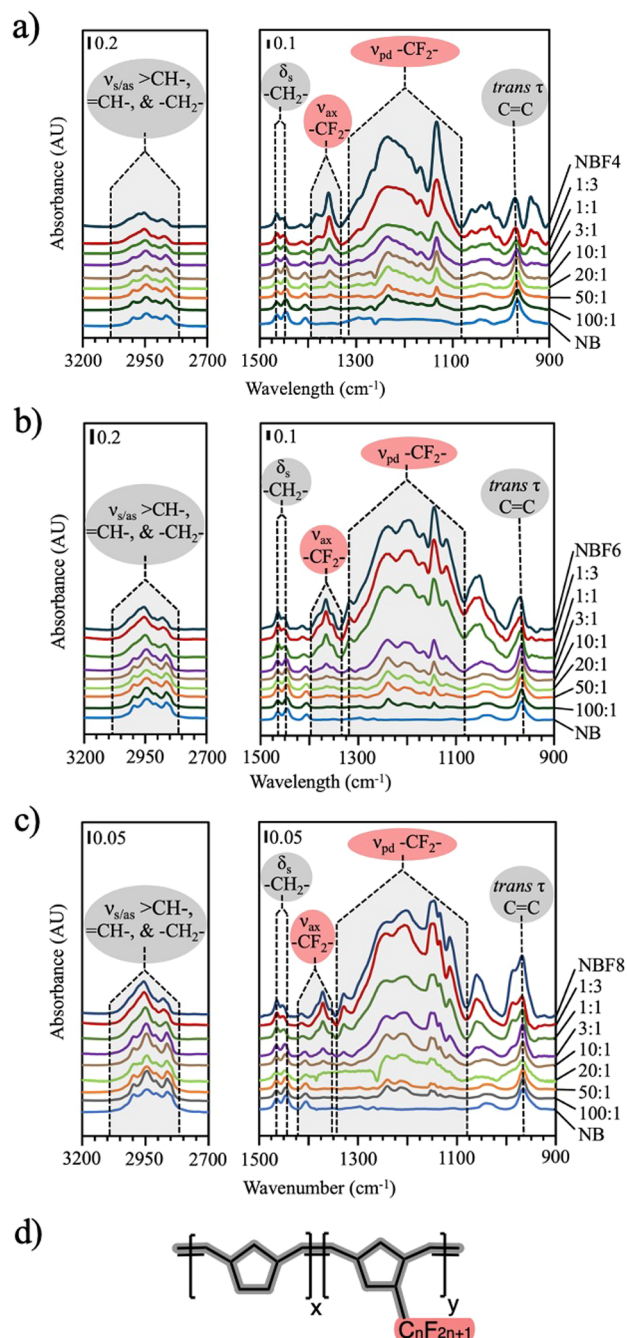 a)
0.2
0.1
νs/as >CH-,
=CH-, & -CH2-
δs
-CH2-
νax
-CF2-
νpd -CF2-
trans τ
C=C
Absorbance (AU)
NBF4
1:3
1:1
3:1
10:1
20:1
50:1
100:1
NB
3200 2950 2700
1500 1300 1100 900
Wavelength (cm-1)
b)
0.2
0.1
νs/as >CH-,
=CH-, & -CH2-
δs
-CH2-
νax
-CF2-
νpd -CF2-
trans τ
C=C
Absorbance (AU)
NBF6
1:3
1:1
3:1
10:1
20:1
50:1
100:1
NB
3200 2950 2700
1500 1300 1100 900
Wavelength (cm-1)
c)
0.05
0.05
νs/as >CH-,
=CH-, & -CH2-
δs
-CH2-
νax
-CF2-
νpd -CF2-
trans τ
C=C
Absorbance (AU)
NBF8
1:3
1:1
3:1
10:1
20:1
50:1
100:1
NB
3200 2950 2700
1500 1300 1100 900
Wavenumber (cm-1)
d)
x
y
CnF2n+1